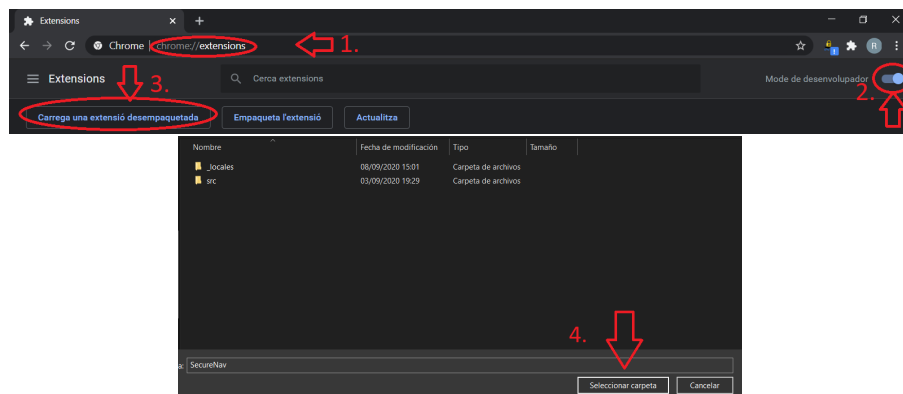 Extensions
Chrome chrome://extensions 1.
R
Extensions 3. Cerca extensions Mode de desenvolupador 2.
Carrega una extensió desempaquetada Empaqueta l'extensió Actualitza
Nombre Fecha de modificación Tipo Tamaño
_locales 08/09/2020 15:01 Carpeta de archivos
src 03/09/2020 19:29 Carpeta de archivos
4.
a: SecureNav
Seleccionar carpeta Cancelar